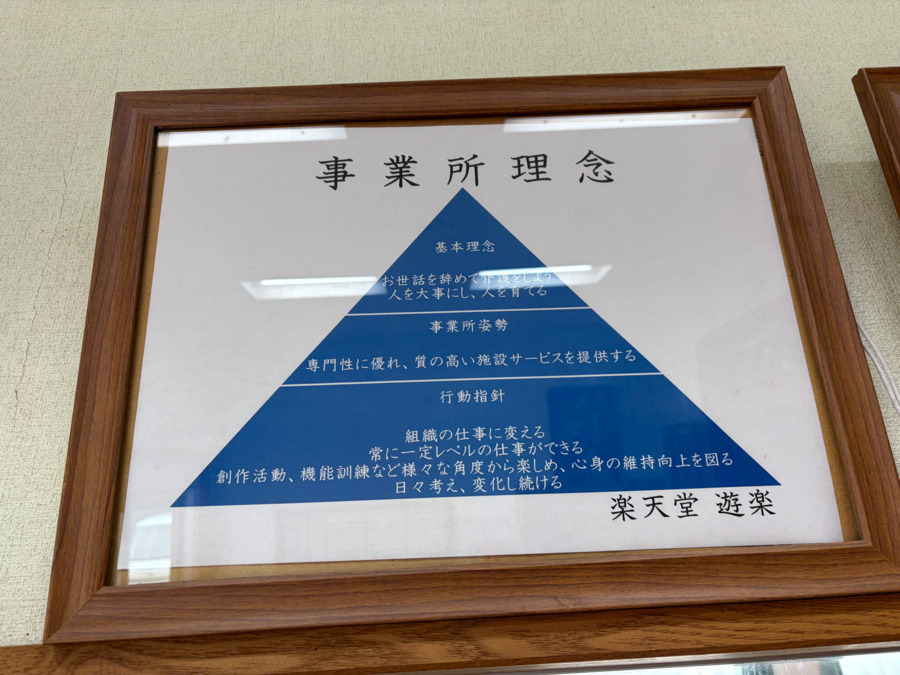 事業所理念
基本理念
お世話を辞めて介護をしよう
人を大事にし、人を育てる
事業所姿勢
専門性に優れ、質の高い施設サービスを提供する
行動指針
組織の仕事に変える
常に一定レベルの仕事ができる
創作活動、機能訓練など様々な角度から楽しめ、心身の維持向上を図る
日々考え、変化し続ける
楽天堂 遊楽